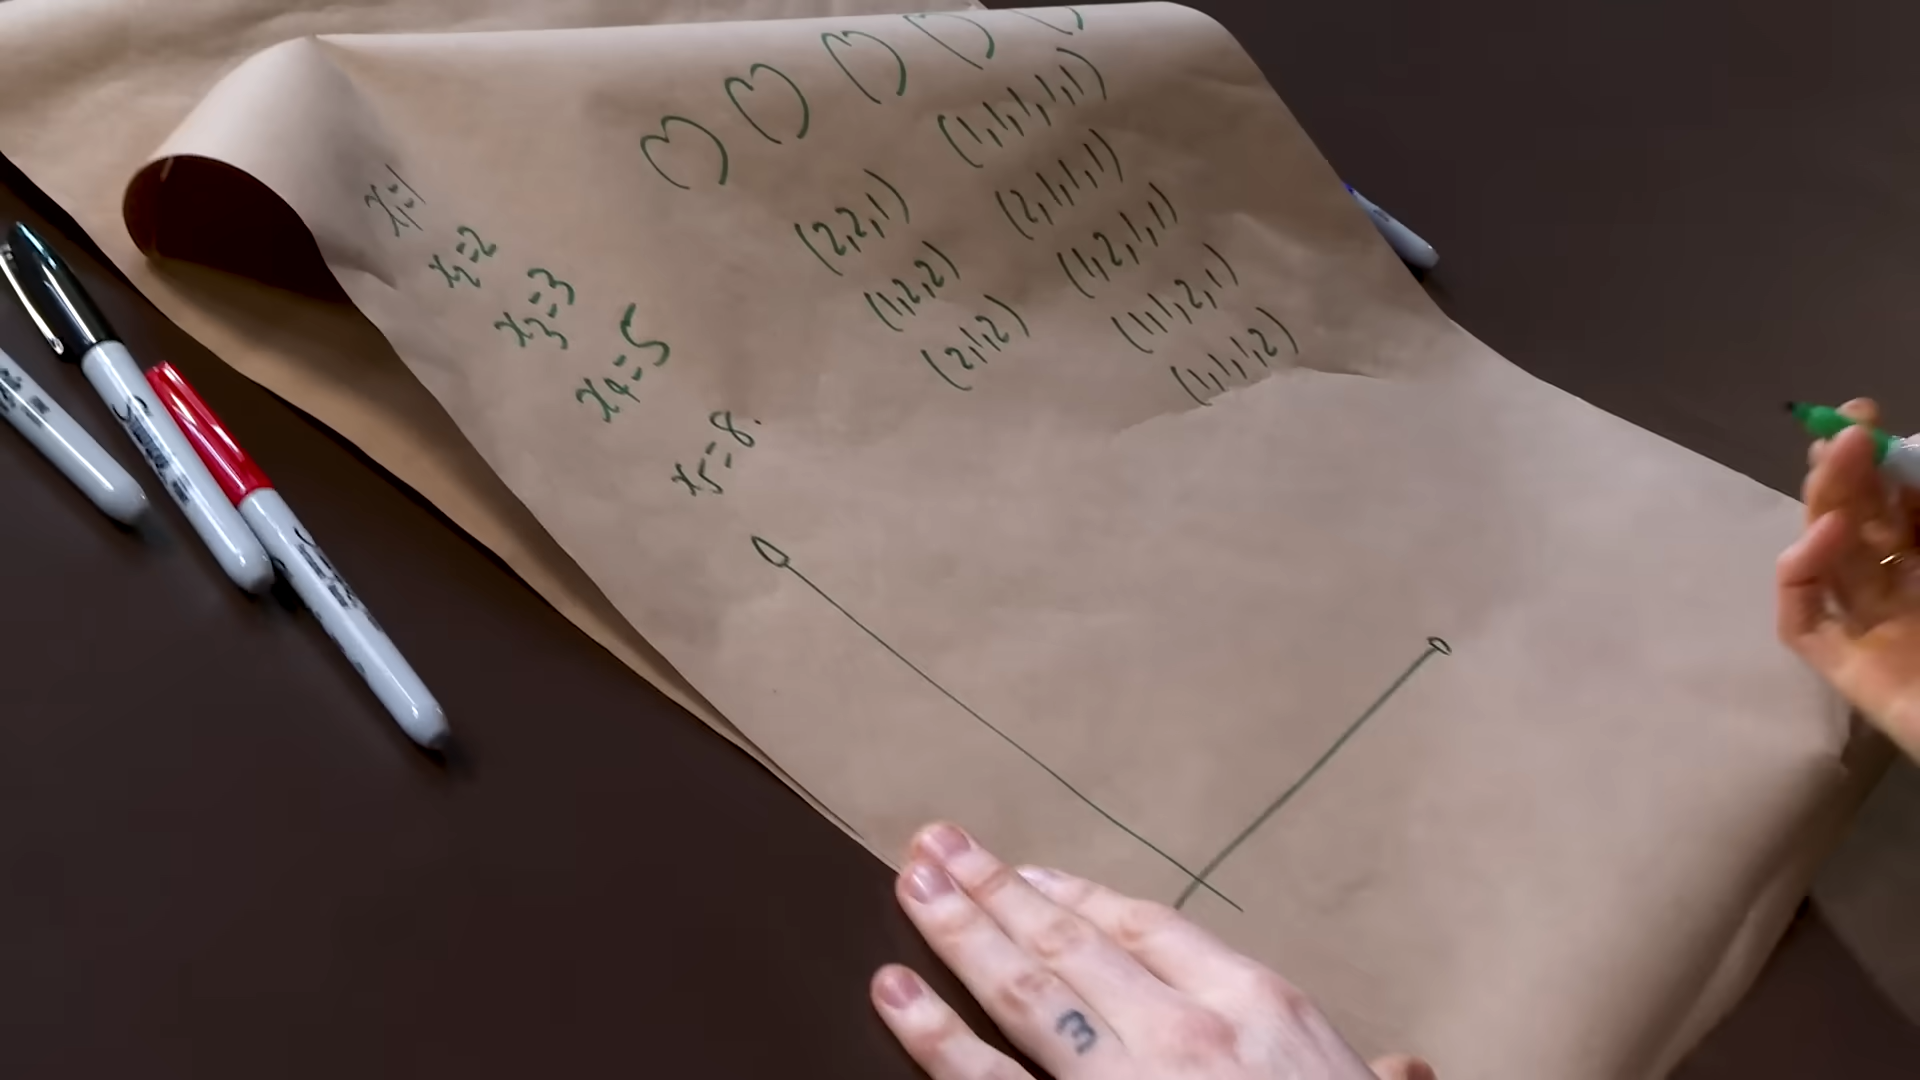 x₁=1
x₂=2
x₃=3
x₄=5
x₅=8.
(2,2,1)
(1,2,2)
(2,1,2)
(1,1,1,1,1)
(2,1,1,1)
(1,2,1,1)
(1,1,2,1)
(1,1,1,2)
3